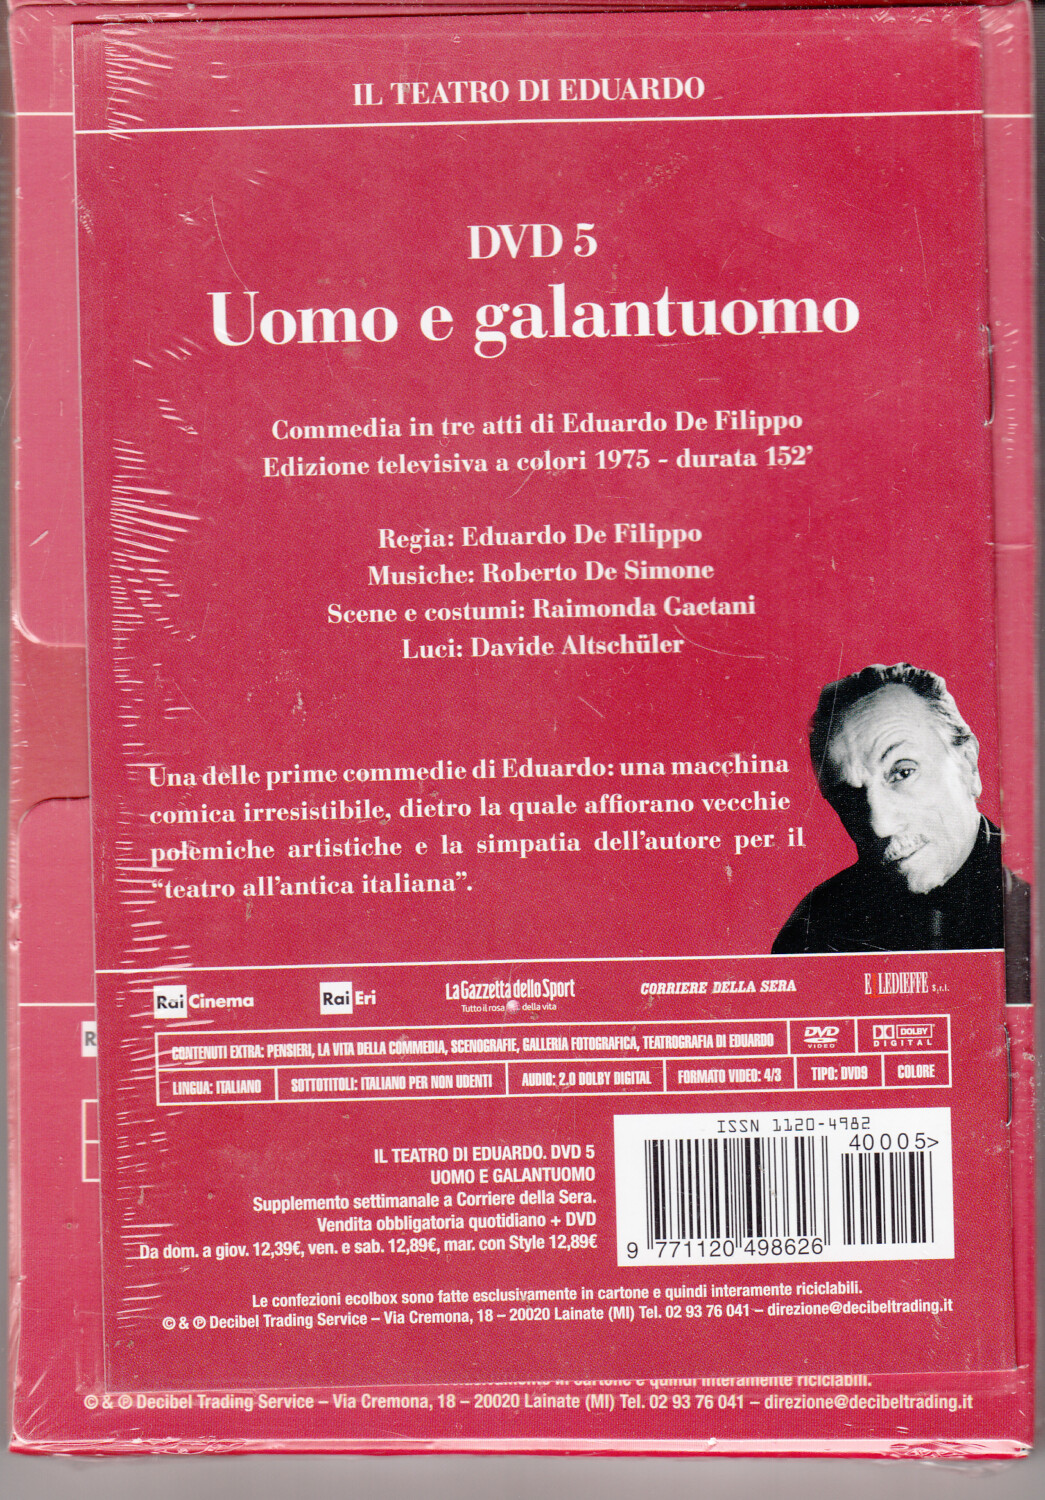 IL TEATRO DI EDUARDO
DVD 5
Uomo e galantuomo
Commedia in tre atti di Eduardo De Filippo
Edizione televisiva a colori 1975 - durata 152’
Regia: Eduardo De Filippo
Musiche: Roberto De Simone
Scene e costumi: Raimonda Gaetani
Luci: Davide Altschüler
Una delle prime commedie di Eduardo: una macchina
comica irresistibile, dietro la quale affiorano vecchie
polemiche artistiche e la simpatia dell’autore per il
“teatro all’antica italiana”.
Rai Cinema
Rai Eri
La Gazzetta dello Sport
Tutto il rosa della vita
CORRIERE DELLA SERA
ELLEDIEFFE S.r.l.
CONTENUTI EXTRA: PENSIERI, LA VITA DELLA COMMEDIA, SCENOGRAFIE, GALLERIA FOTOGRAFICA, TEATROGRAFIA DI EDUARDO
DVD VIDEO
DOLBY DIGITAL
LINGUA: ITALIANO
SOTTOTITOLI: ITALIANO PER NON UDENTI
AUDIO: 2.0 DOLBY DIGITAL
FORMATO VIDEO: 4/3
TIPO: DVD9
COLORE
IL TEATRO DI EDUARDO. DVD 5
UOMO E GALANTUOMO
Supplemento settimanale a Corriere della Sera.
Vendita obbligatoria quotidiano + DVD
Da dom. a giov. 12,39€, ven. e sab. 12,89€, mar. con Style 12,89€
ISSN 1120-4982
40005>
9 771120 498626
Le confezioni ecolbox sono fatte esclusivamente in cartone e quindi interamente riciclabili.
© & ℗ Decibel Trading Service – Via Cremona, 18 – 20020 Lainate (MI) Tel. 02 93 76 041 – direzione@decibeltrading.it
in cartone e quindi interamente riciclabili.
© & ℗ Decibel Trading Service – Via Cremona, 18 – 20020 Lainate (MI) Tel. 02 93 76 041 – direzione@decibeltrading.it